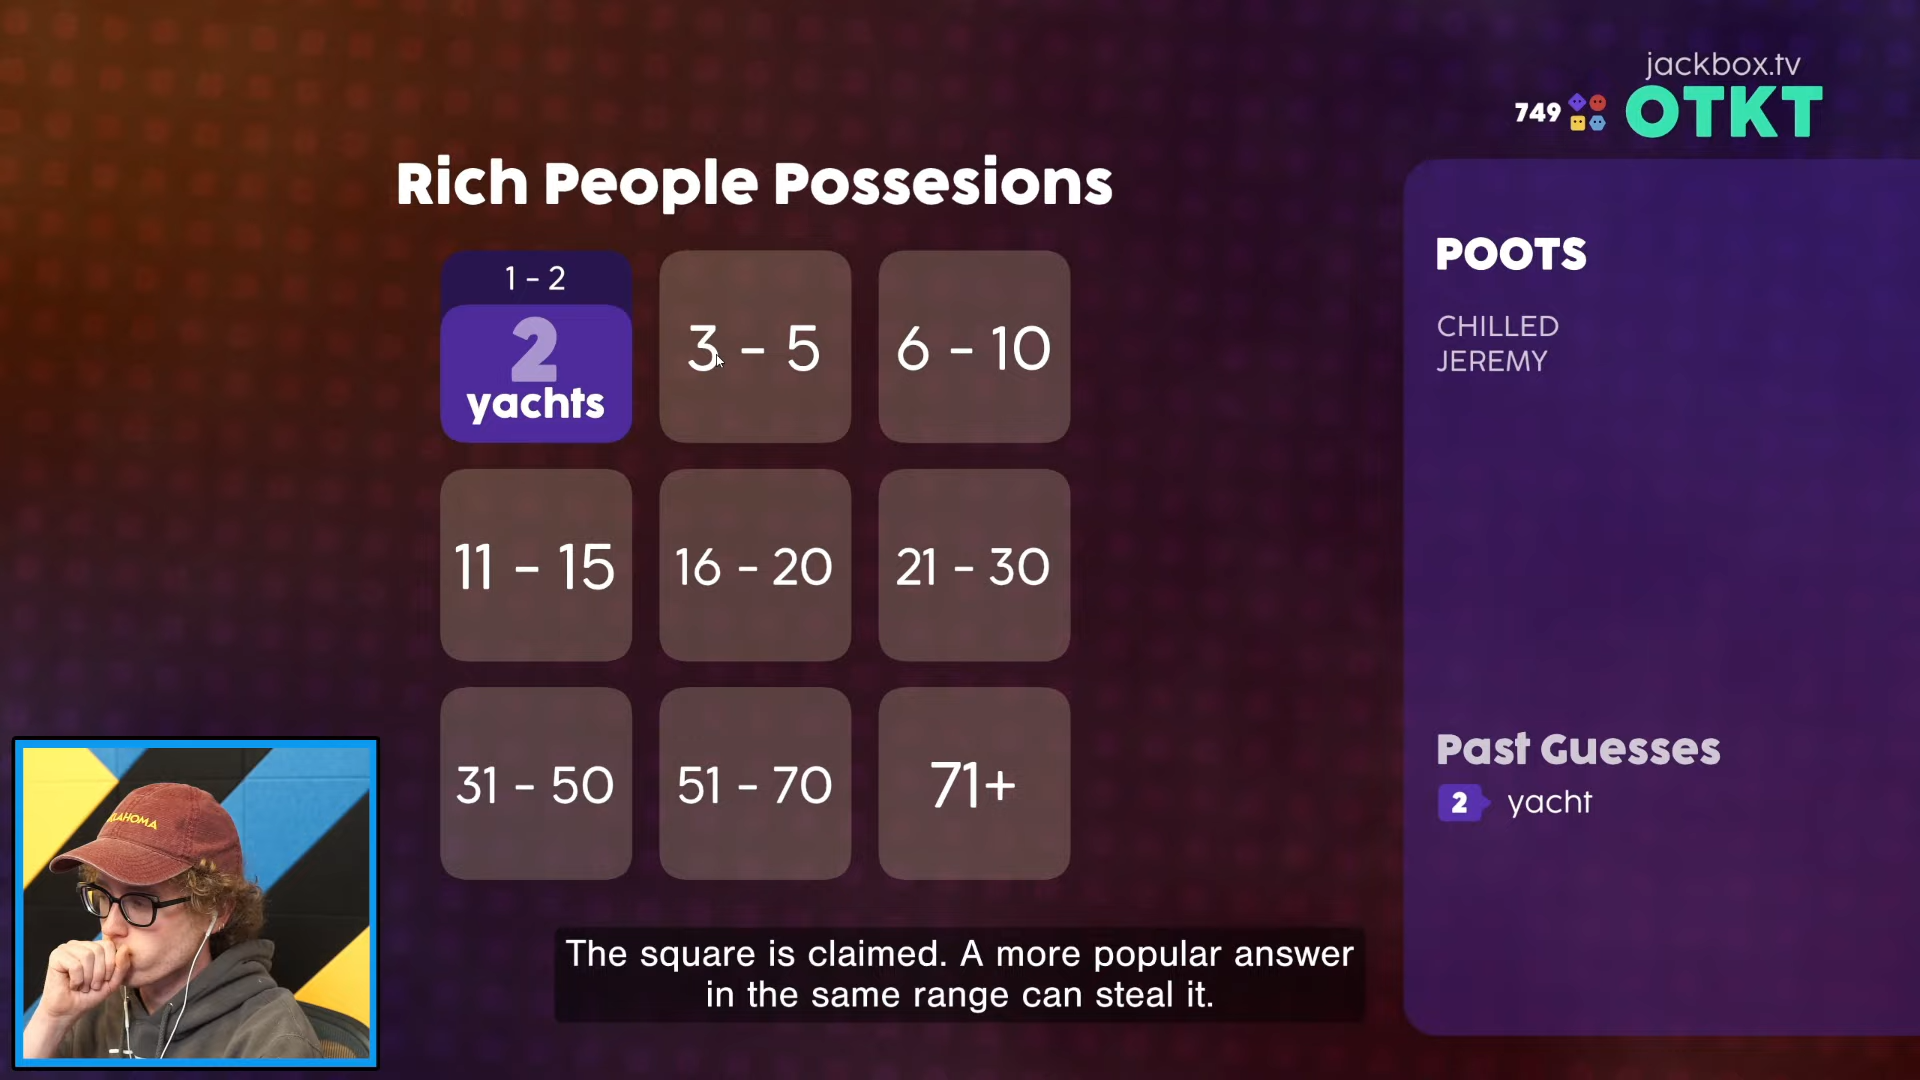 jackbox.tv
749 OTKT
Rich People Possesions
1 - 2
2
yachts
3 - 5
6 - 10
11 - 15
16 - 20
21 - 30
31 - 50
51 - 70
71+
POOTS
CHILLED
JEREMY
Past Guesses
2 yacht
LAHOMA
The square is claimed. A more popular answer
in the same range can steal it.